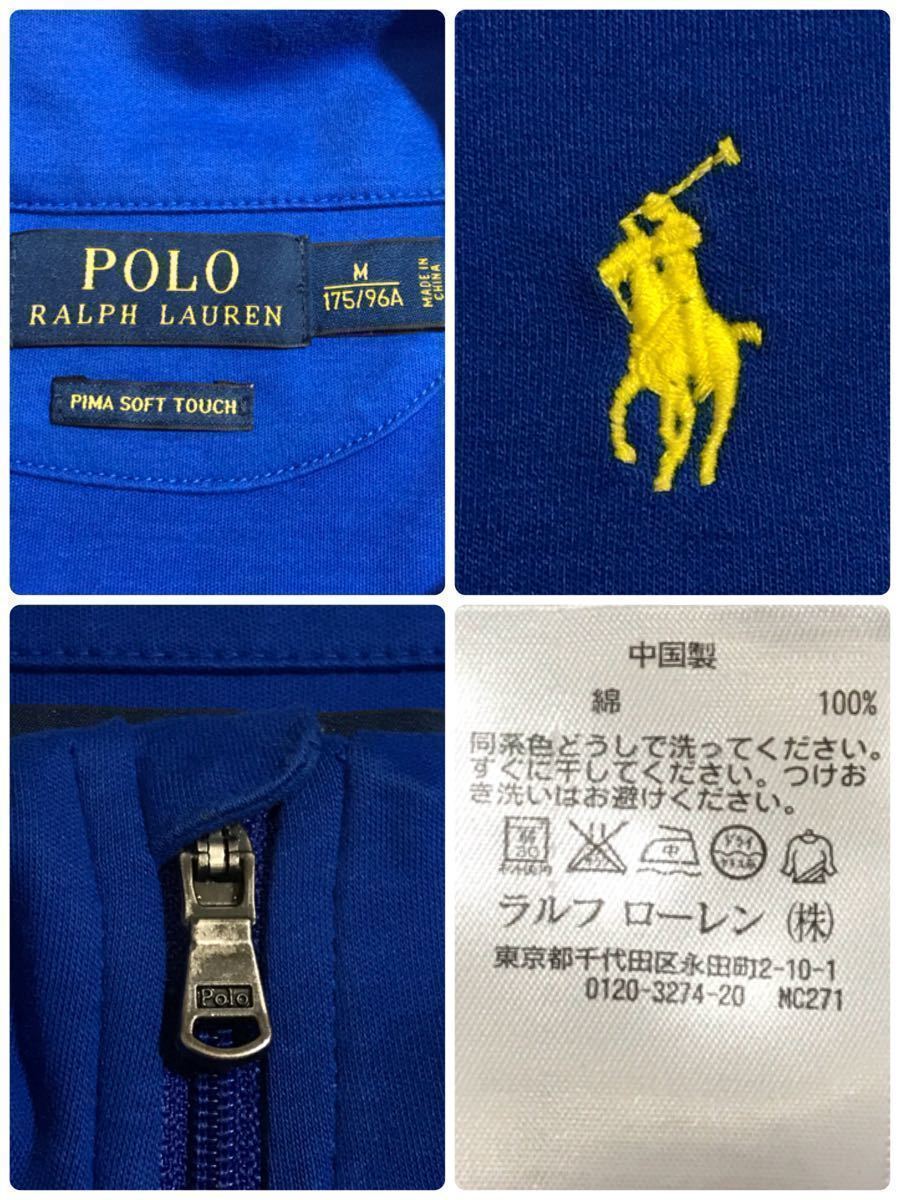 POLO
RALPH LAUREN
M
175/96A
MADE IN
CHINA
PIMA SOFT TOUCH
Polo
中国製
綿 100%
同系色どうしで洗ってください。
すぐに干してください。つけお
き洗いはお避けください。
中
ドライ
ラルフ ローレン (株)
東京都千代田区永田町2-10-1
0120-3274-20 NC271